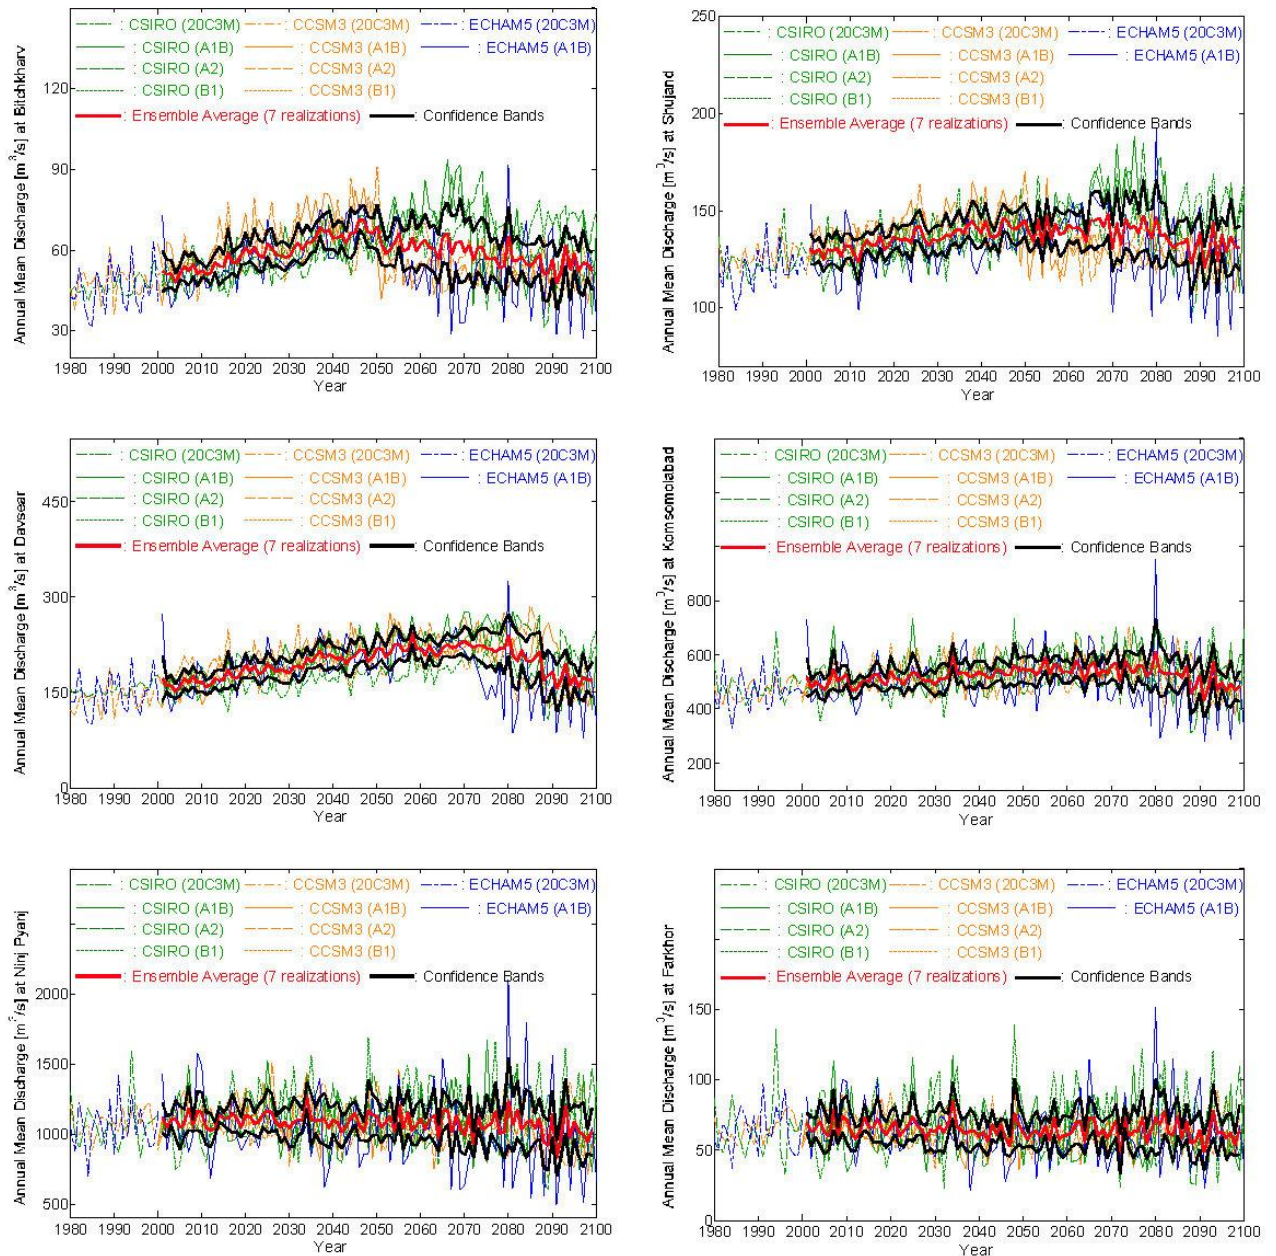 : CSIRO (20C3M) : CCSM3 (20C3M) : ECHAM5 (20C3M)
: CSIRO (A1B) : CCSM3 (A1B) : ECHAM5 (A1B)
: CSIRO (A2) : CCSM3 (A2)
: CSIRO (B1) : CCSM3 (B1)
: Ensemble Average (7 realizations) : Confidence Bands
Annual Mean Discharge [m³/s] at Bitchkharv
120
90
60
30
1980 1990 2000 2010 2020 2030 2040 2050 2060 2070 2080 2090 2100
Year
: CSIRO (20C3M) : CCSM3 (20C3M) : ECHAM5 (20C3M)
: CSIRO (A1B) : CCSM3 (A1B) : ECHAM5 (A1B)
: CSIRO (A2) : CCSM3 (A2)
: CSIRO (B1) : CCSM3 (B1)
: Ensemble Average (7 realizations) : Confidence Bands
Annual Mean Discharge [m³/s] at Shujand
250
200
150
100
1980 1990 2000 2010 2020 2030 2040 2050 2060 2070 2080 2090 2100
Year
: CSIRO (20C3M) : CCSM3 (20C3M) : ECHAM5 (20C3M)
: CSIRO (A1B) : CCSM3 (A1B) : ECHAM5 (A1B)
: CSIRO (A2) : CCSM3 (A2)
: CSIRO (B1) : CCSM3 (B1)
: Ensemble Average (7 realizations) : Confidence Bands
Annual Mean Discharge [m³/s] at Davsear
450
300
150
0
1980 1990 2000 2010 2020 2030 2040 2050 2060 2070 2080 2090 2100
Year
: CSIRO (20C3M) : CCSM3 (20C3M) : ECHAM5 (20C3M)
: CSIRO (A1B) : CCSM3 (A1B) : ECHAM5 (A1B)
: CSIRO (A2) : CCSM3 (A2)
: CSIRO (B1) : CCSM3 (B1)
: Ensemble Average (7 realizations) : Confidence Bands
Annual Mean Discharge [m³/s] at Komsomolabad
800
600
400
200
1980 1990 2000 2010 2020 2030 2040 2050 2060 2070 2080 2090 2100
Year
: CSIRO (20C3M) : CCSM3 (20C3M) : ECHAM5 (20C3M)
: CSIRO (A1B) : CCSM3 (A1B) : ECHAM5 (A1B)
: CSIRO (A2) : CCSM3 (A2)
: CSIRO (B1) : CCSM3 (B1)
: Ensemble Average (7 realizations) : Confidence Bands
Annual Mean Discharge [m³/s] at Ninj Pyanj
2000
1500
1000
500
1980 1990 2000 2010 2020 2030 2040 2050 2060 2070 2080 2090 2100
Year
: CSIRO (20C3M) : CCSM3 (20C3M) : ECHAM5 (20C3M)
: CSIRO (A1B) : CCSM3 (A1B) : ECHAM5 (A1B)
: CSIRO (A2) : CCSM3 (A2)
: CSIRO (B1) : CCSM3 (B1)
: Ensemble Average (7 realizations) : Confidence Bands
Annual Mean Discharge [m³/s] at Farkhor
150
100
50
0
1980 1990 2000 2010 2020 2030 2040 2050 2060 2070 2080 2090 2100
Year